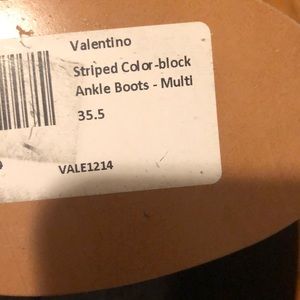 Valentino
Striped Color-block
Ankle Boots - Multi
35.5
VALE1214